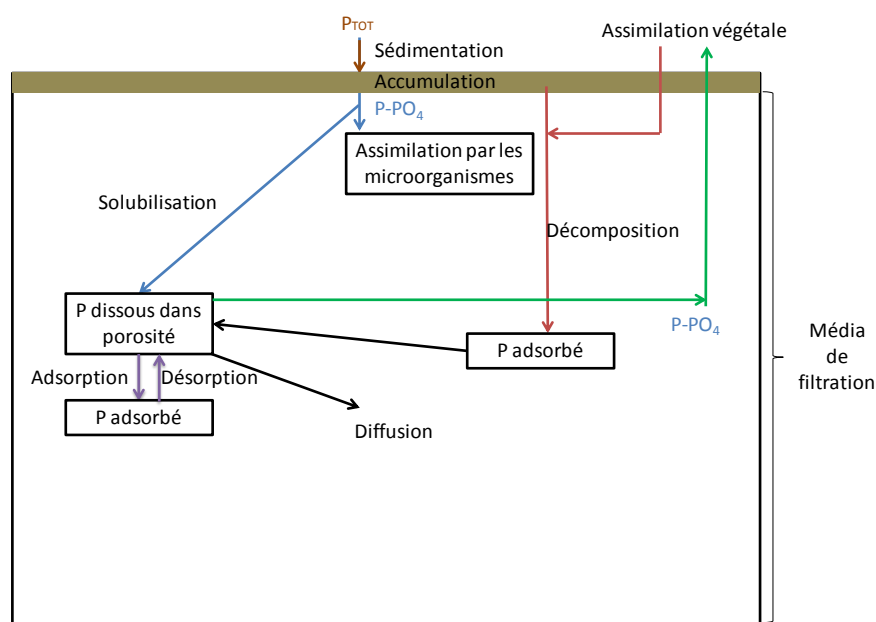 P_TOT
Sédimentation
Assimilation végétale
Accumulation
P-PO₄
Assimilation par les
microorganismes
Solubilisation
Décomposition
P dissous dans
porosité
P-PO₄
P adsorbé
Média
de
filtration
Adsorption
Désorption
P adsorbé
Diffusion